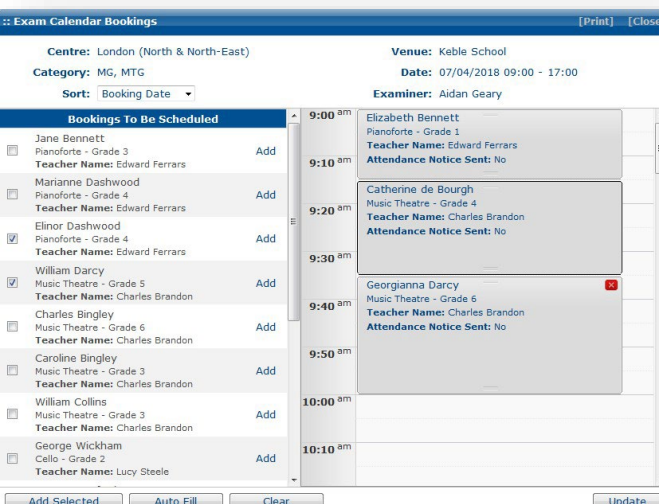 :: Exam Calendar Bookings [Print] [Close
Centre: London (North & North-East) Venue: Keble School
Category: MG, MTG Date: 07/04/2018 09:00 - 17:00
Sort: Booking Date Examiner: Aidan Geary
Bookings To Be Scheduled
Jane Bennett
Pianoforte - Grade 3 Add
Teacher Name: Edward Ferrars
Marianne Dashwood
Pianoforte - Grade 4 Add
Teacher Name: Edward Ferrars
Elinor Dashwood
Pianoforte - Grade 4 Add
Teacher Name: Edward Ferrars
William Darcy
Music Theatre - Grade 5 Add
Teacher Name: Charles Brandon
Charles Bingley
Music Theatre - Grade 6 Add
Teacher Name: Charles Brandon
Caroline Bingley
Music Theatre - Grade 3 Add
Teacher Name: Charles Brandon
William Collins
Music Theatre - Grade 3 Add
Teacher Name: Charles Brandon
George Wickham
Cello - Grade 2 Add
Teacher Name: Lucy Steele
9:00 am
Elizabeth Bennett
Pianoforte - Grade 1
Teacher Name: Edward Ferrars
9:10 am
Attendance Notice Sent: No
Catherine de Bourgh
Music Theatre - Grade 4
9:20 am
Teacher Name: Charles Brandon
Attendance Notice Sent: No
9:30 am
Georgianna Darcy
Music Theatre - Grade 6
9:40 am
Teacher Name: Charles Brandon
Attendance Notice Sent: No
9:50 am
10:00 am
10:10 am
Add Selected Auto Fill Clear Update